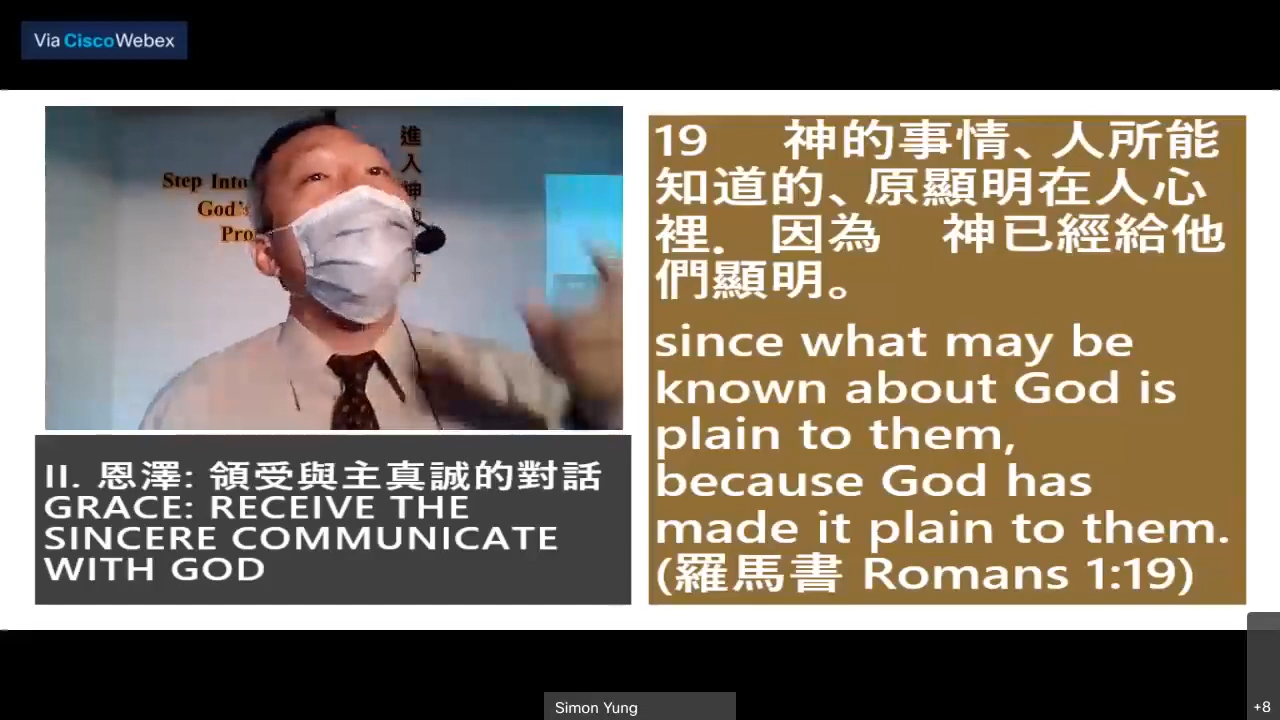 Via Cisco Webex
Step Into
God's
Pro
進
入
神
II. 恩澤: 領受與主真誠的對話
GRACE: RECEIVE THE
SINCERE COMMUNICATE
WITH GOD
19 神的事情、人所能
知道的、原顯明在人心
裡. 因為 神已經給他
們顯明。
since what may be
known about God is
plain to them,
because God has
made it plain to them.
(羅馬書 Romans 1:19)
Simon Yung
+8